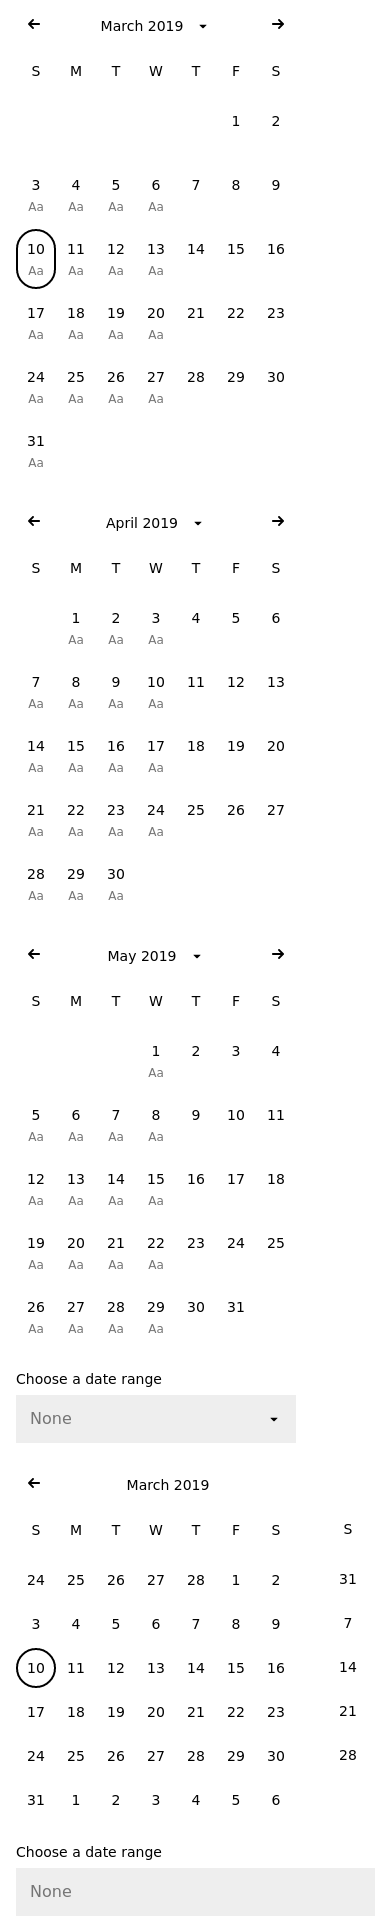 March 2019
S M T W T F S
1 2
3 4 5 6 7 8 9
Aa Aa Aa Aa
10 11 12 13 14 15 16
Aa Aa Aa Aa
17 18 19 20 21 22 23
Aa Aa Aa Aa
24 25 26 27 28 29 30
Aa Aa Aa Aa
31
Aa
April 2019
S M T W T F S
1 2 3 4 5 6
Aa Aa Aa
7 8 9 10 11 12 13
Aa Aa Aa Aa
14 15 16 17 18 19 20
Aa Aa Aa Aa
21 22 23 24 25 26 27
Aa Aa Aa Aa
28 29 30
Aa Aa Aa
May 2019
S M T W T F S
1 2 3 4
Aa
5 6 7 8 9 10 11
Aa Aa Aa Aa
12 13 14 15 16 17 18
Aa Aa Aa Aa
19 20 21 22 23 24 25
Aa Aa Aa Aa
26 27 28 29 30 31
Aa Aa Aa Aa
Choose a date range
None
March 2019
S M T W T F S S
24 25 26 27 28 1 2 31
3 4 5 6 7 8 9 7
10 11 12 13 14 15 16 14
17 18 19 20 21 22 23 21
24 25 26 27 28 29 30 28
31 1 2 3 4 5 6
Choose a date range
None